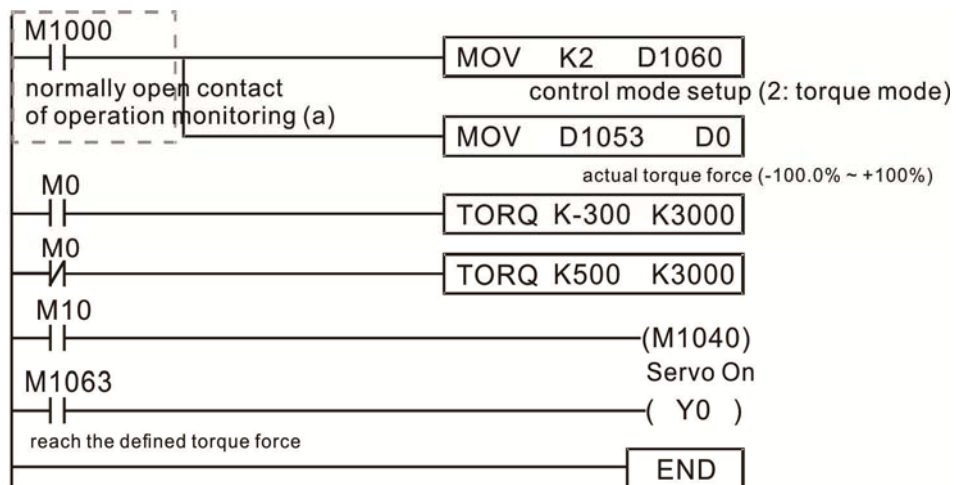 M1000
MOV K2 D1060
normally open contact
control mode setup (2: torque mode)
of operation monitoring (a)
MOV D1053 D0
actual torque force (-100.0% ~ +100%)
M0
TORQ K-300 K3000
M0
TORQ K500 K3000
M10
(M1040)
Servo On
M1063
( Y0 )
reach the defined torque force
END